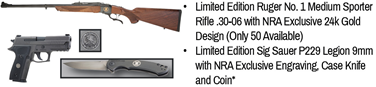 • Limited Edition Ruger No. 1 Medium Sporter
Rifle .30-06 with NRA Exclusive 24k Gold
Design (Only 50 Available)
• Limited Edition Sig Sauer P229 Legion 9mm
with NRA Exclusive Engraving, Case Knife
and Coin*